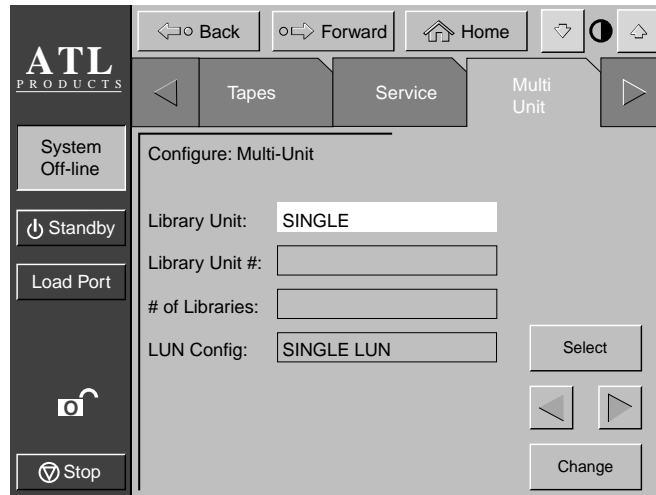 Back
Forward
Home
ATL
PRODUCTS
Tapes
Service
Multi
Unit
System
Off-line
Standby
Load Port
Stop
Configure: Multi-Unit
Library Unit: SINGLE
Library Unit #:
# of Libraries:
LUN Config: SINGLE LUN
Select
Change